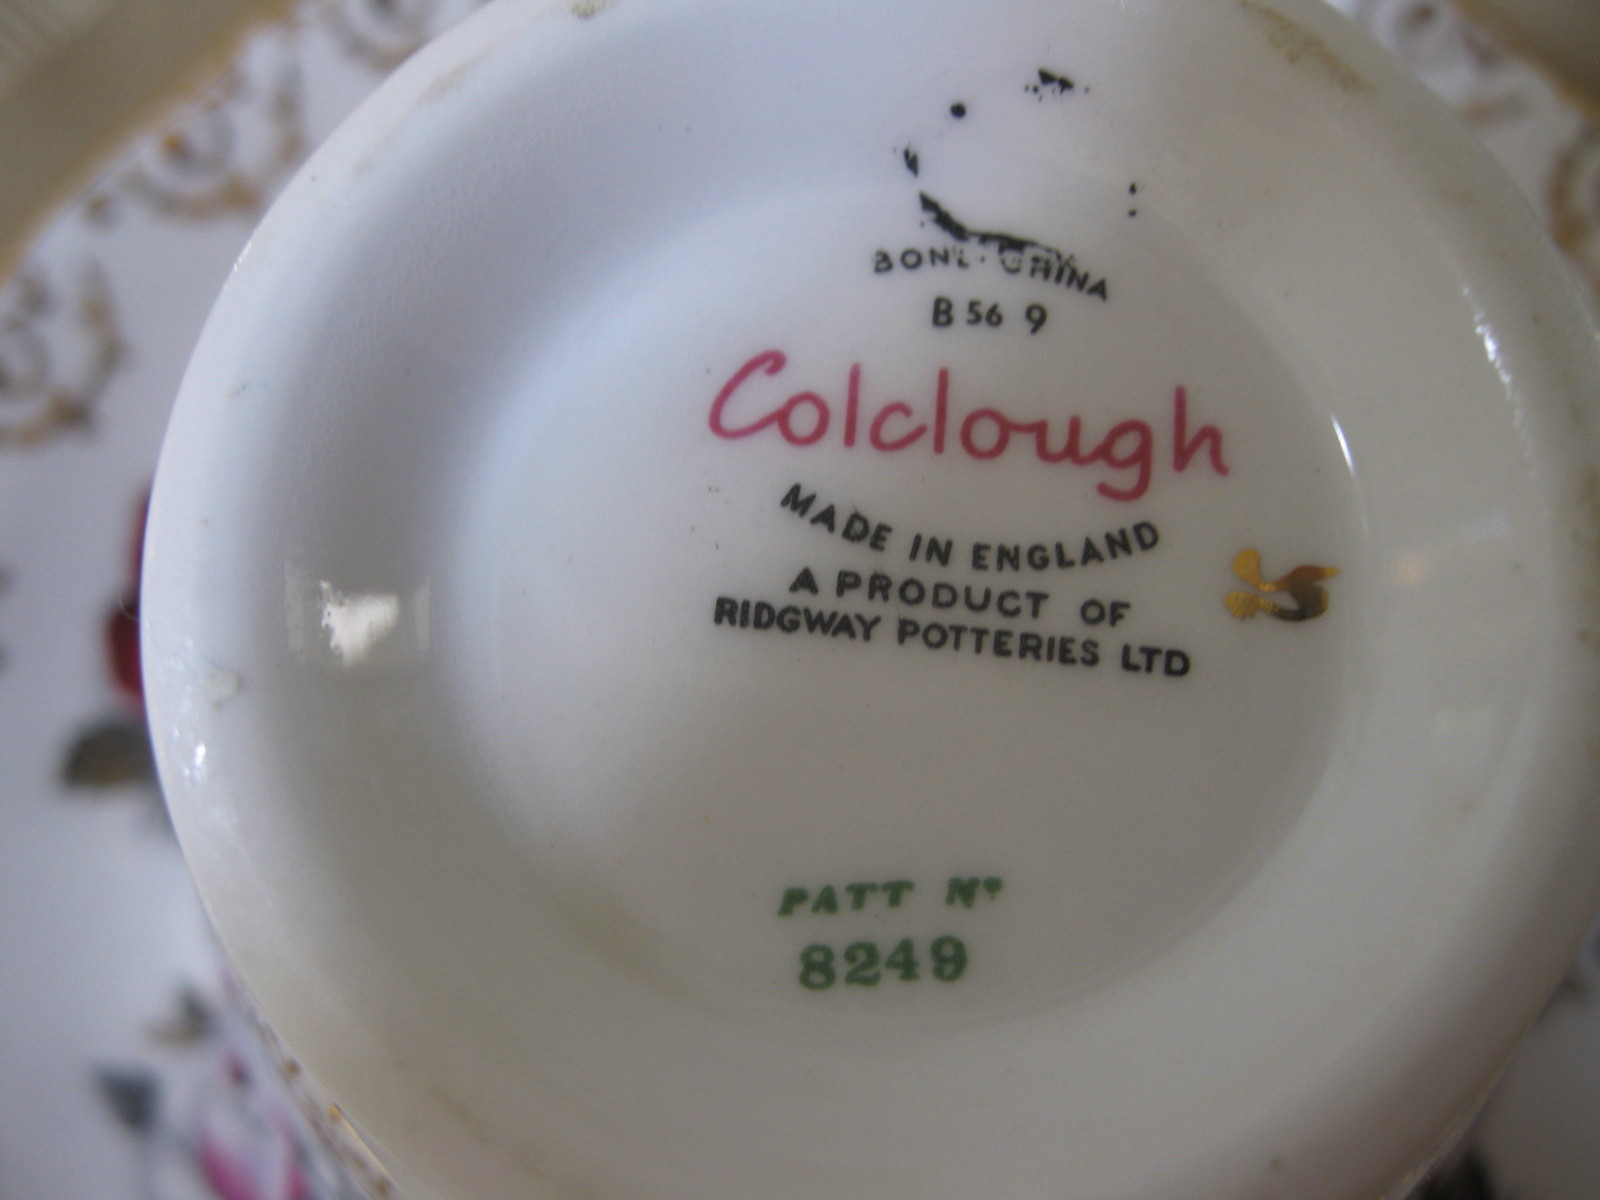 BONE CHINA
B 56 9
Colclough
MADE IN ENGLAND
A PRODUCT OF
RIDGWAY POTTERIES LTD
PATT Nº
8249